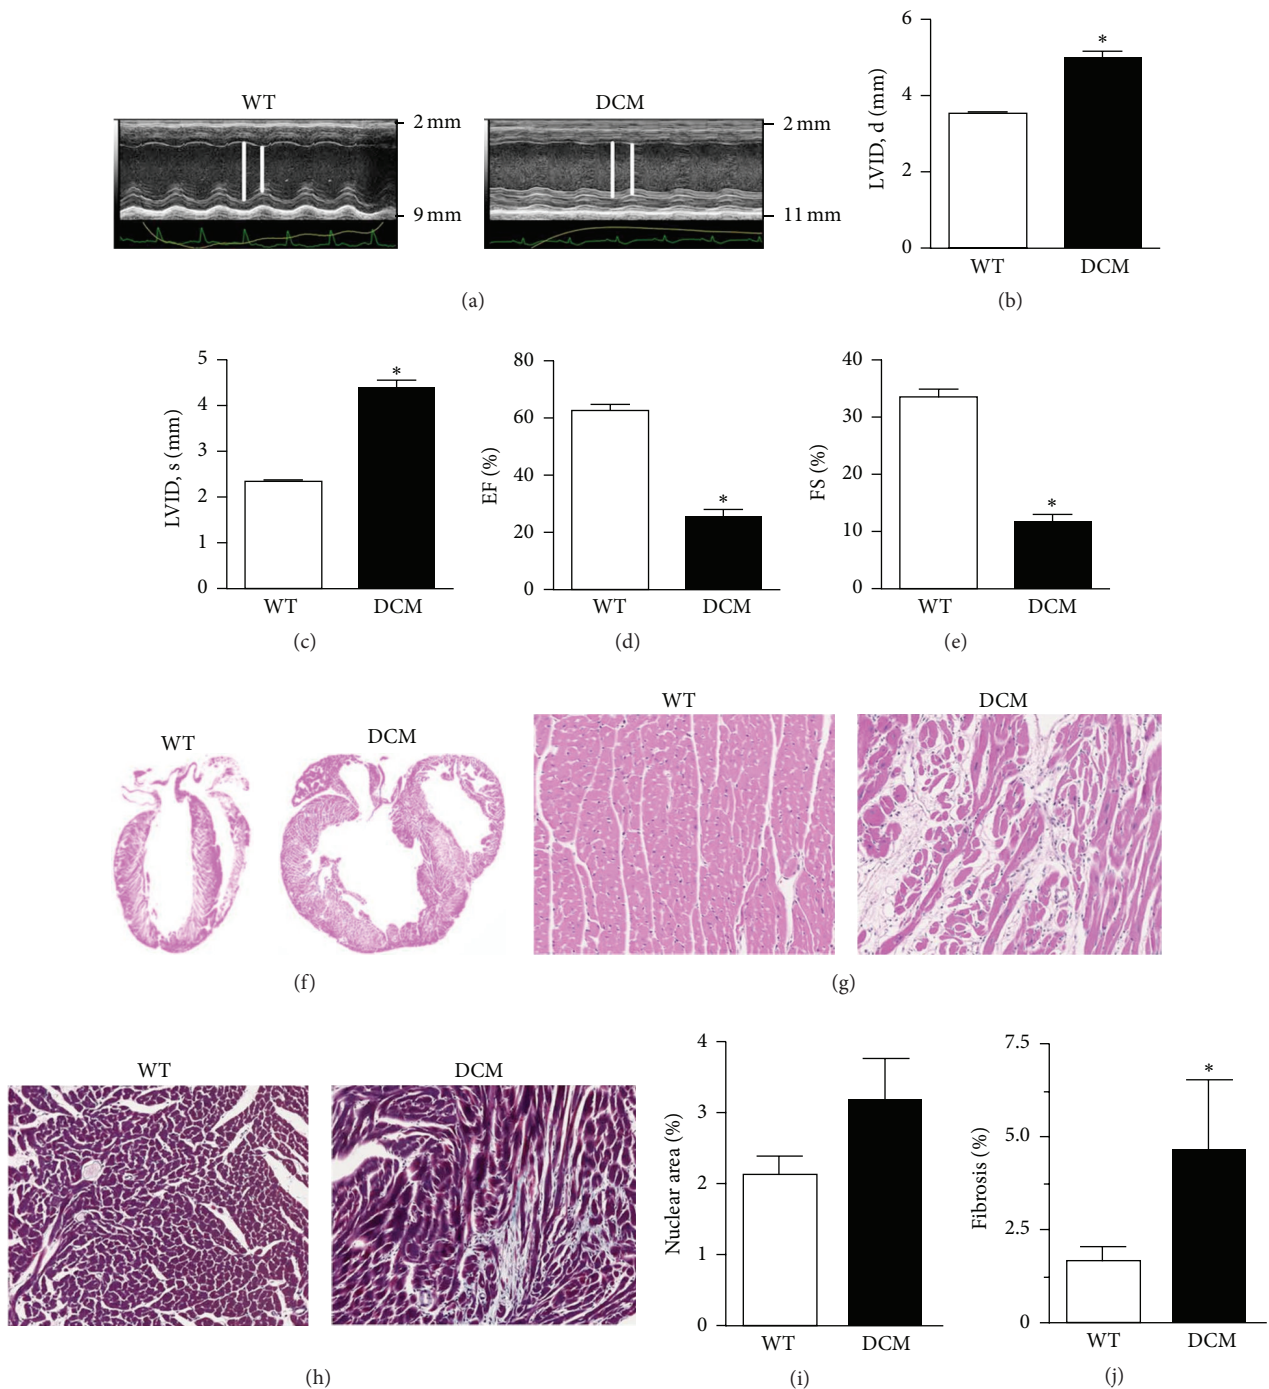 WT
DCM
2 mm
9 mm
2 mm
11 mm
(a)
LVID, d (mm)
6
4
2
0
*
WT
DCM
(b)
LVID, s (mm)
5
4
3
2
1
0
*
WT
DCM
(c)
EF (%)
80
60
40
20
0
*
WT
DCM
(d)
FS (%)
40
30
20
10
0
*
WT
DCM
(e)
WT
DCM
(f)
WT
DCM
(g)
WT
DCM
(h)
Nuclear area (%)
4
3
2
1
0
WT
DCM
(i)
Fibrosis (%)
7.5
5.0
2.5
0
*
WT
DCM
(j)